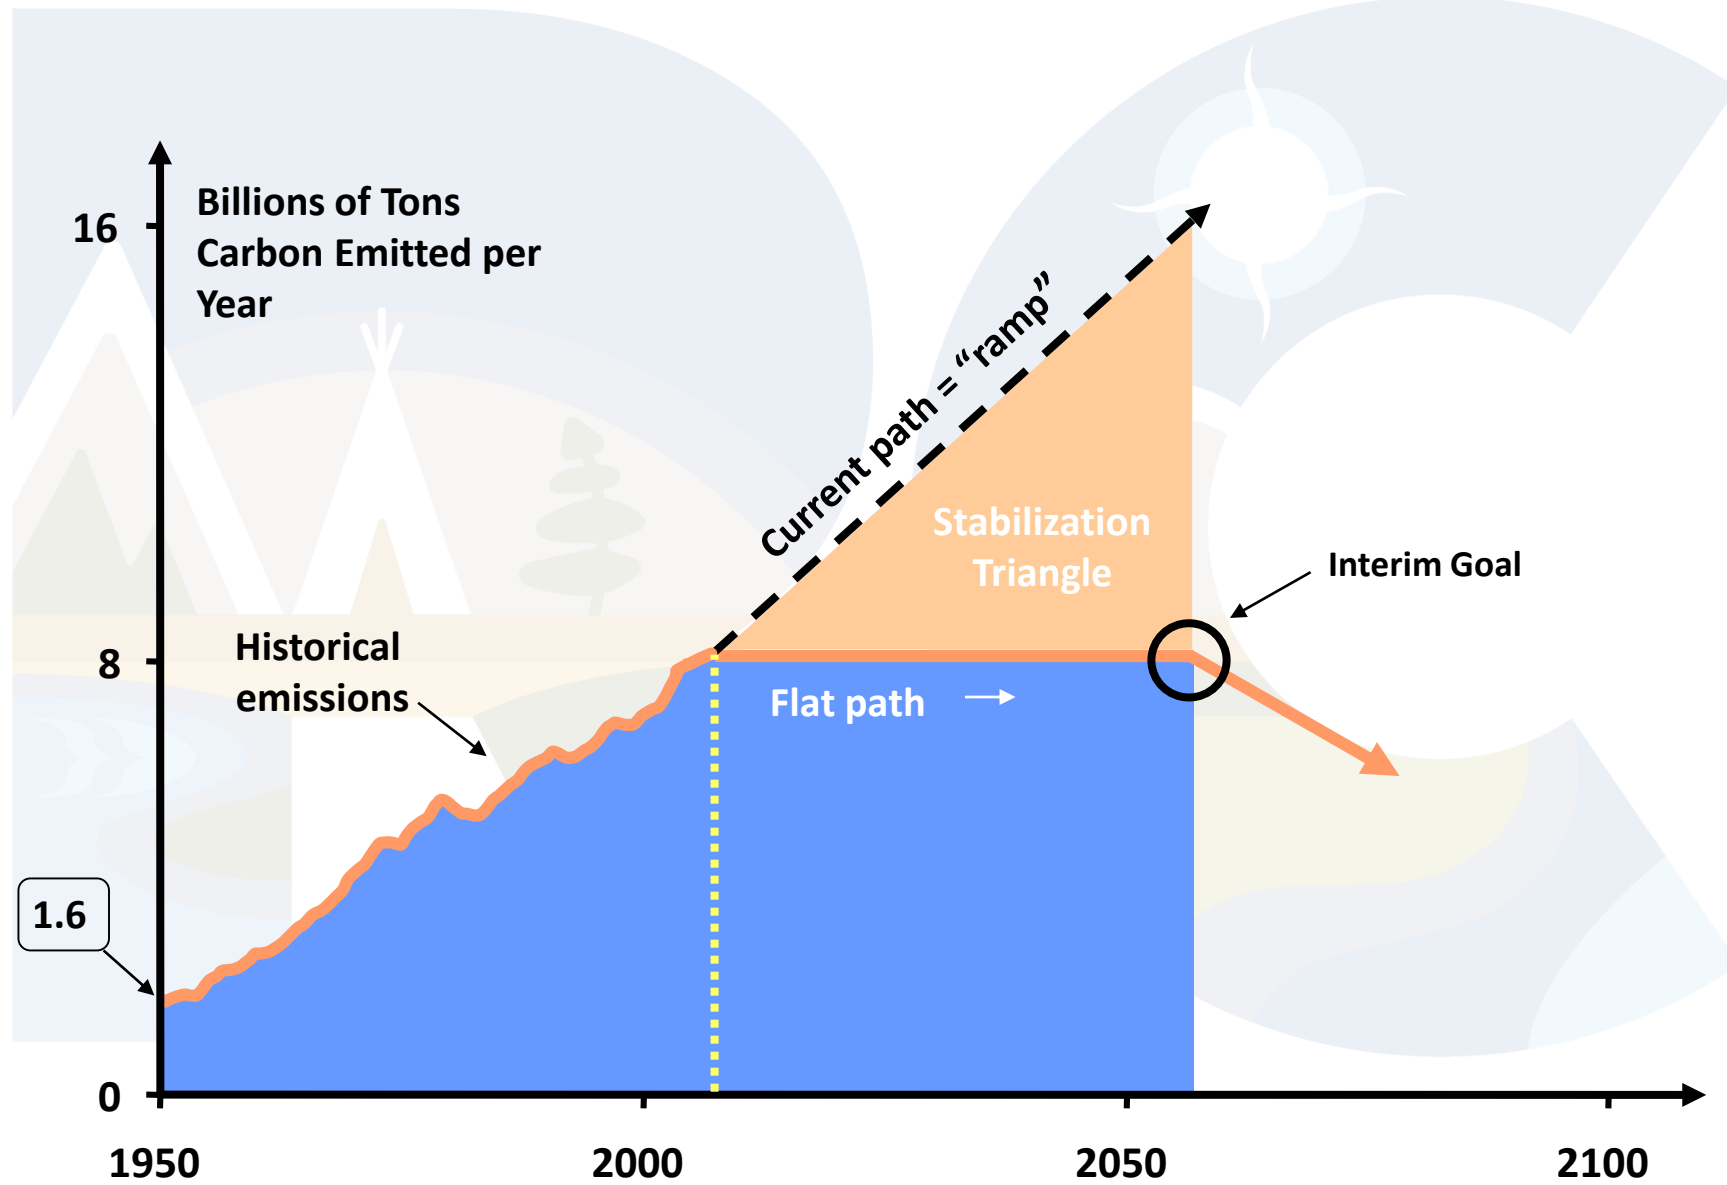 Billions of Tons
Carbon Emitted per
Year
16
Current path = “ramp”
Stabilization
Triangle
Interim Goal
Historical
emissions
8
Flat path
1.6
0
1950
2000
2050
2100